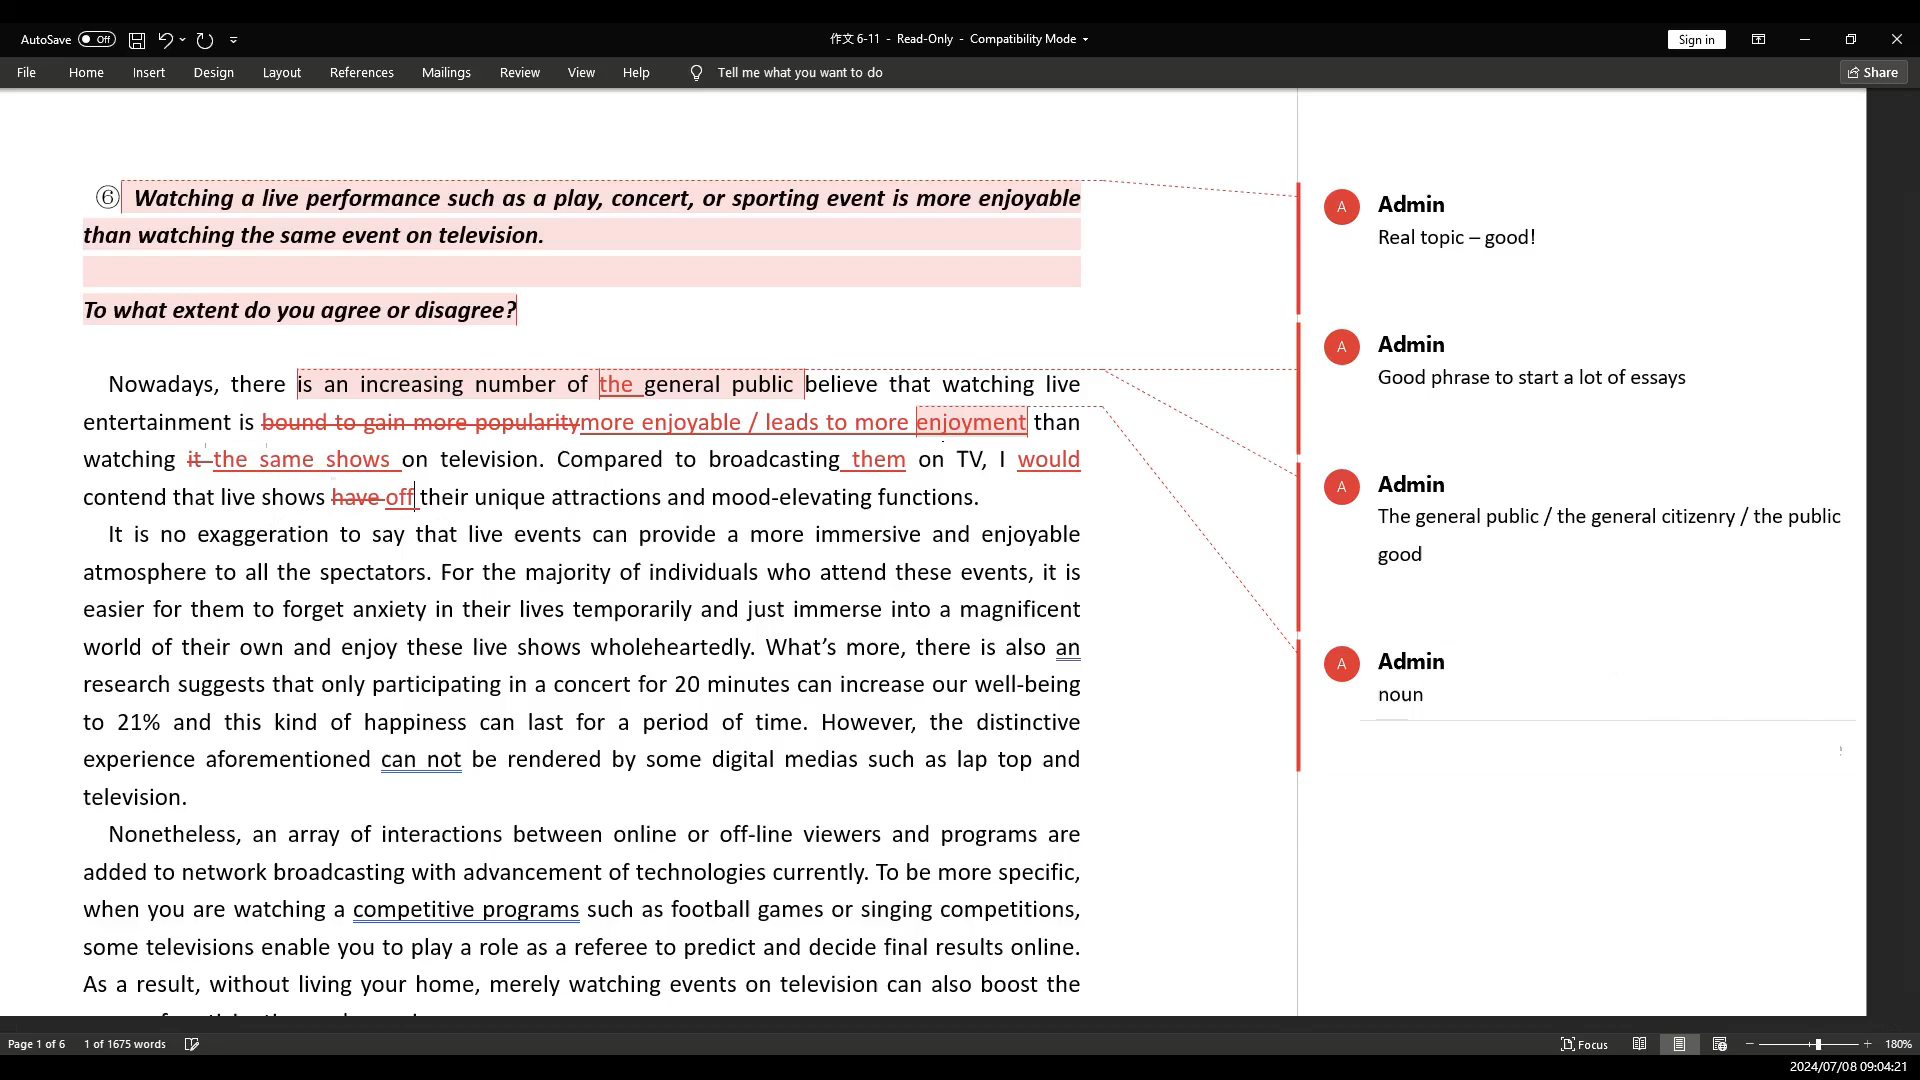 AutoSave Off 作文 6-11 - Read-Only - Compatibility Mode Sign in
File Home Insert Design Layout References Mailings Review View Help Tell me what you want to do Share
⑥ Watching a live performance such as a play, concert, or sporting event is more enjoyable
than watching the same event on television.
To what extent do you agree or disagree?
Nowadays, there is an increasing number of the general public believe that watching live
entertainment is bound to gain more popularitymore enjoyable / leads to more enjoyment than
watching it the same shows on television. Compared to broadcasting them on TV, I would
contend that live shows have off their unique attractions and mood-elevating functions.
It is no exaggeration to say that live events can provide a more immersive and enjoyable
atmosphere to all the spectators. For the majority of individuals who attend these events, it is
easier for them to forget anxiety in their lives temporarily and just immerse into a magnificent
world of their own and enjoy these live shows wholeheartedly. What's more, there is also an
research suggests that only participating in a concert for 20 minutes can increase our well-being
to 21% and this kind of happiness can last for a period of time. However, the distinctive
experience aforementioned can not be rendered by some digital medias such as lap top and
television.
Nonetheless, an array of interactions between online or off-line viewers and programs are
added to network broadcasting with advancement of technologies currently. To be more specific,
when you are watching a competitive programs such as football games or singing competitions,
some televisions enable you to play a role as a referee to predict and decide final results online.
As a result, without living your home, merely watching events on television can also boost the
A Admin
Real topic – good!
A Admin
Good phrase to start a lot of essays
A Admin
The general public / the general citizenry / the public
good
A Admin
noun
Page 1 of 6 1 of 1675 words Focus 180%
2024/07/08 09:04:21